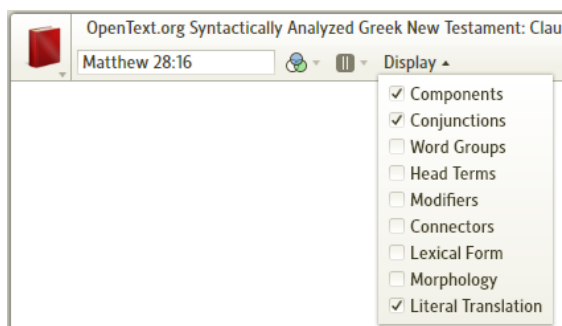 OpenText.org Syntactically Analyzed Greek New Testament: Clau
Matthew 28:16 Display
Components
Conjunctions
Word Groups
Head Terms
Modifiers
Connectors
Lexical Form
Morphology
Literal Translation